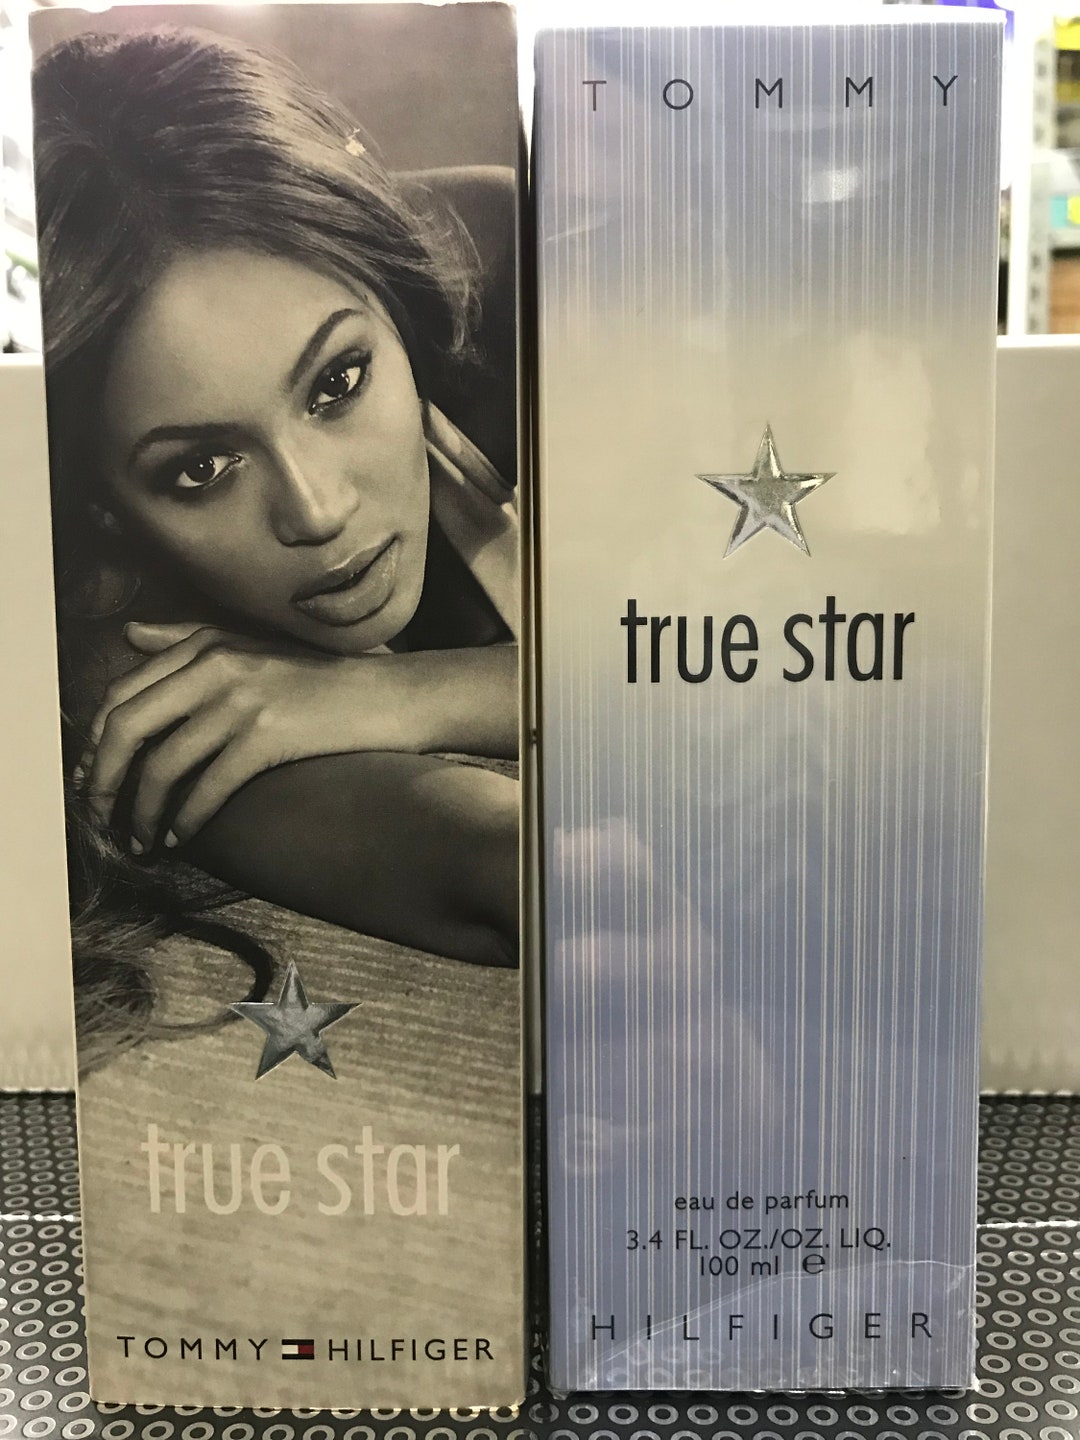 true star
TOMMY HILFIGER
TOMMY
true star
eau de parfum
3.4 FL. OZ./OZ. LIQ.
100 ml ℮
HILFIGER